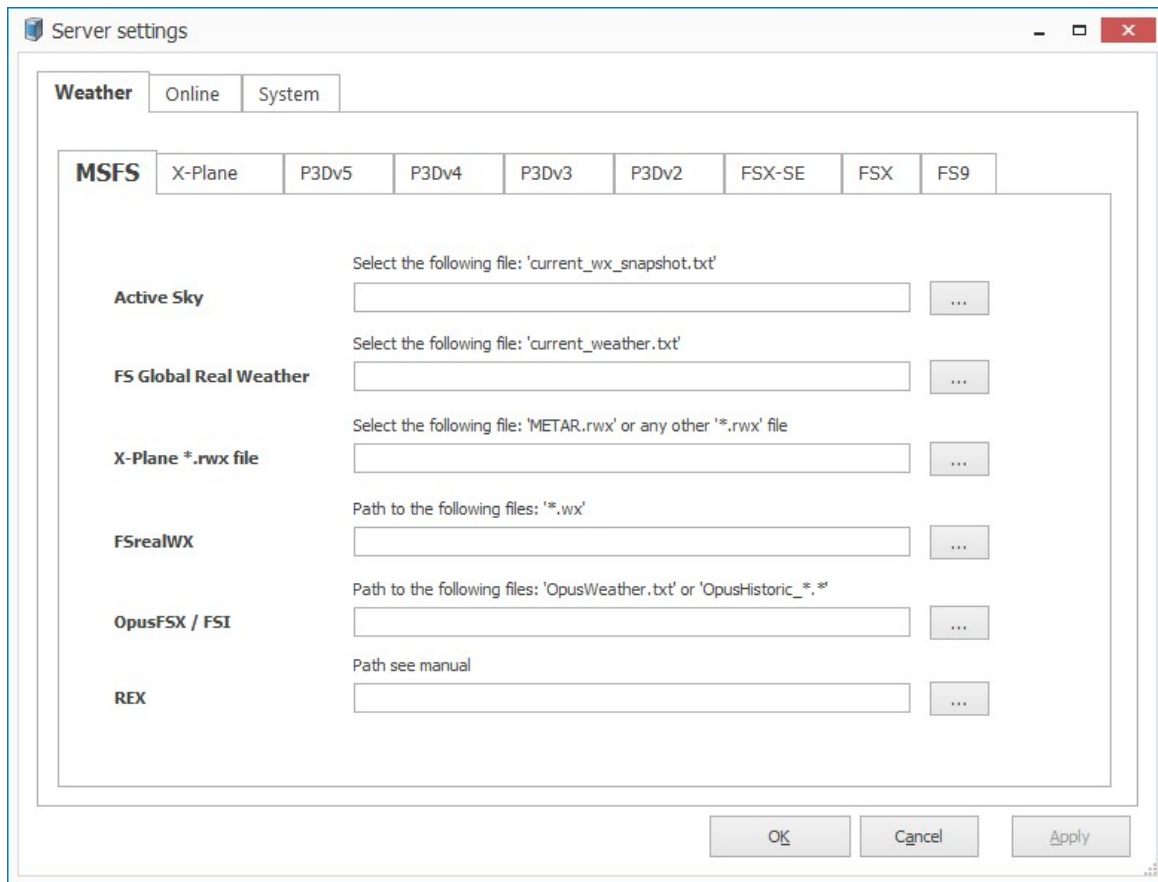 Server settings
Weather Online System
MSFS X-Plane P3Dv5 P3Dv4 P3Dv3 P3Dv2 FSX-SE FSX FS9
Select the following file: 'current_wx_snapshot.txt'
Active Sky ...
Select the following file: 'current_weather.txt'
FS Global Real Weather ...
Select the following file: 'METAR.rwx' or any other '*.rwx' file
X-Plane *.rwx file ...
Path to the following files: '*.wx'
FSrealWX ...
Path to the following files: 'OpusWeather.txt' or 'OpusHistoric_*.*'
OpusFSX / FSI ...
Path see manual
REX ...
OK Cancel Apply